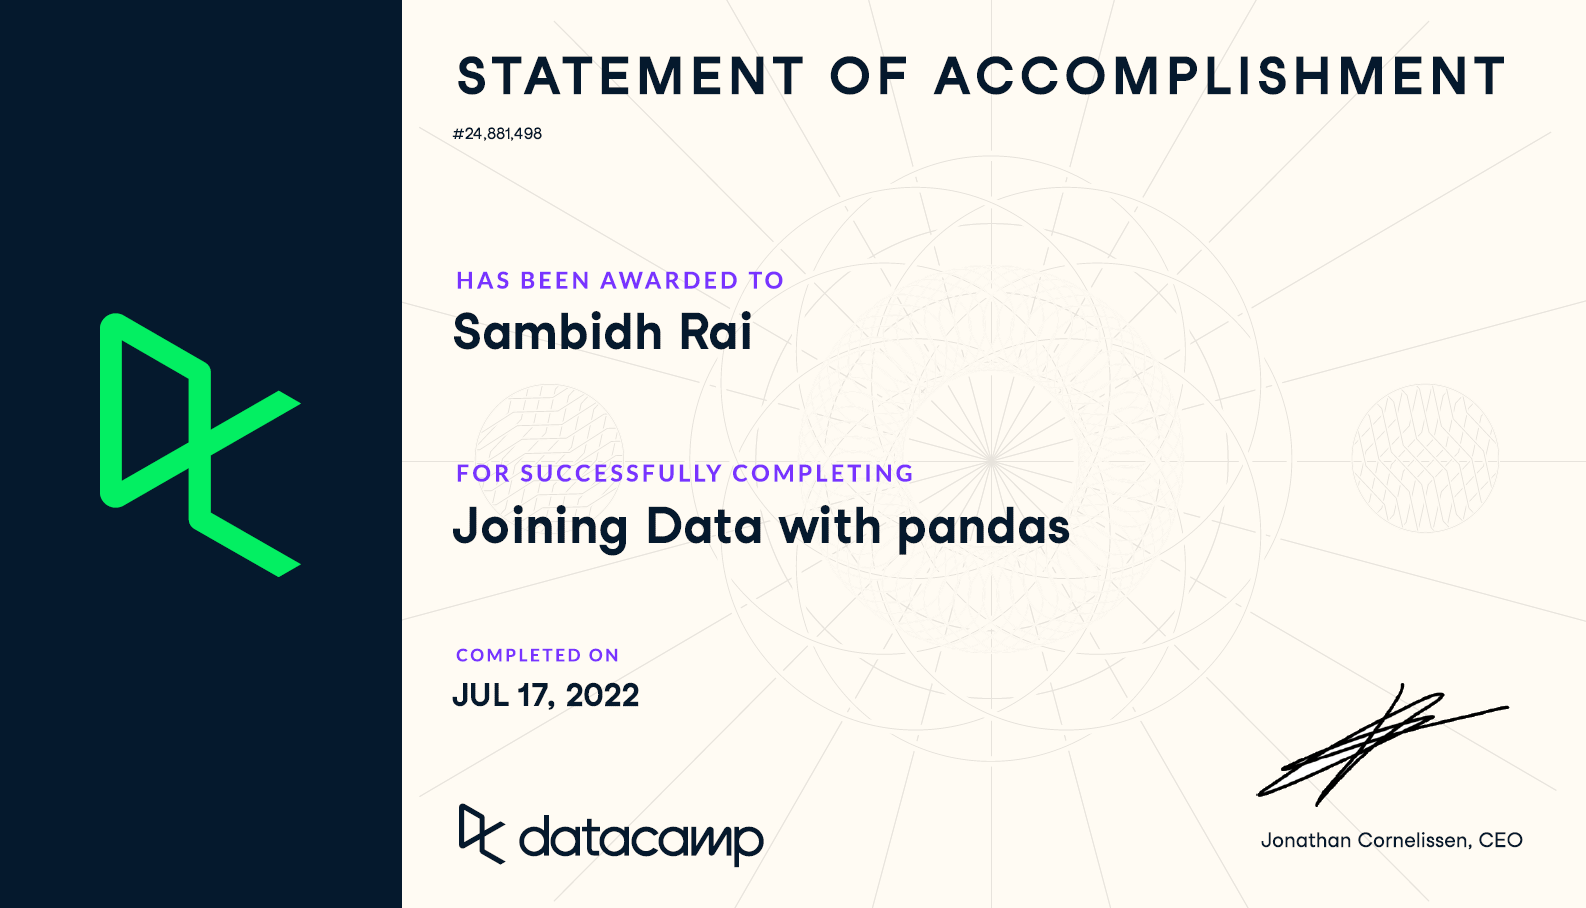 STATEMENT OF ACCOMPLISHMENT
#24,881,498
HAS BEEN AWARDED TO
Sambidh Rai
FOR SUCCESSFULLY COMPLETING
Joining Data with pandas
COMPLETED ON
JUL 17, 2022
datacamp
Jonathan Cornelissen, CEO